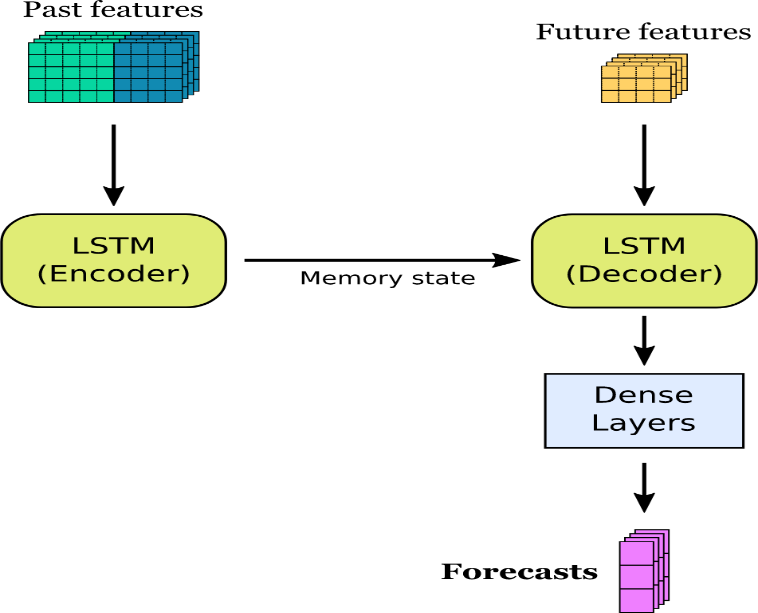 Past features
Future features
LSTM
(Encoder)
Memory state
LSTM
(Decoder)
Dense
Layers
Forecasts